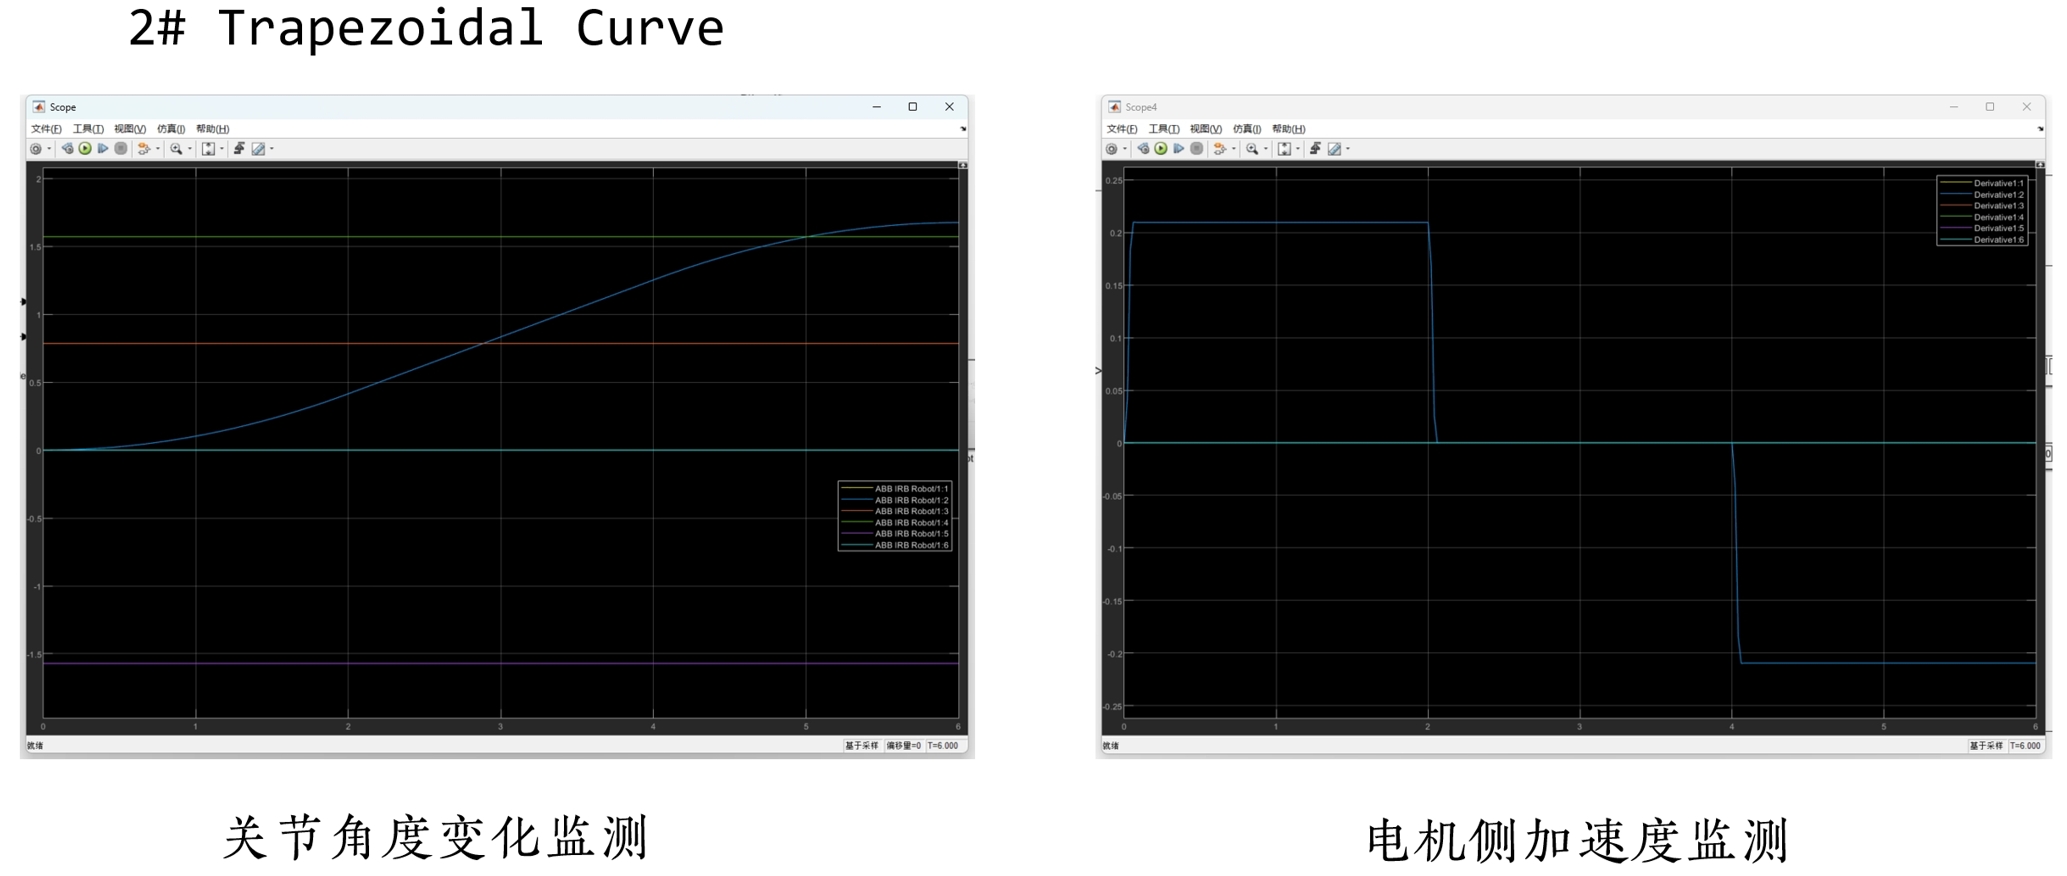 2# Trapezoidal Curve
Scope
文件(F) 工具(T) 视图(V) 仿真(I) 帮助(H)
2
1.5
1
0.5
0
-0.5
-1
-1.5
0 1 2 3 4 5 6
ABB IRB Robot/1:1
ABB IRB Robot/1:2
ABB IRB Robot/1:3
ABB IRB Robot/1:4
ABB IRB Robot/1:5
ABB IRB Robot/1:6
就绪 基于采样 偏移量=0 T=6.000
关节角度变化监测
Scope4
文件(F) 工具(T) 视图(V) 仿真(I) 帮助(H)
0.25
0.2
0.15
0.1
0.05
0
-0.05
-0.1
-0.15
-0.2
-0.25
0 1 2 3 4 5 6
Derivative1:1
Derivative1:2
Derivative1:3
Derivative1:4
Derivative1:5
Derivative1:6
就绪 基于采样 T=6.000
电机侧加速度监测